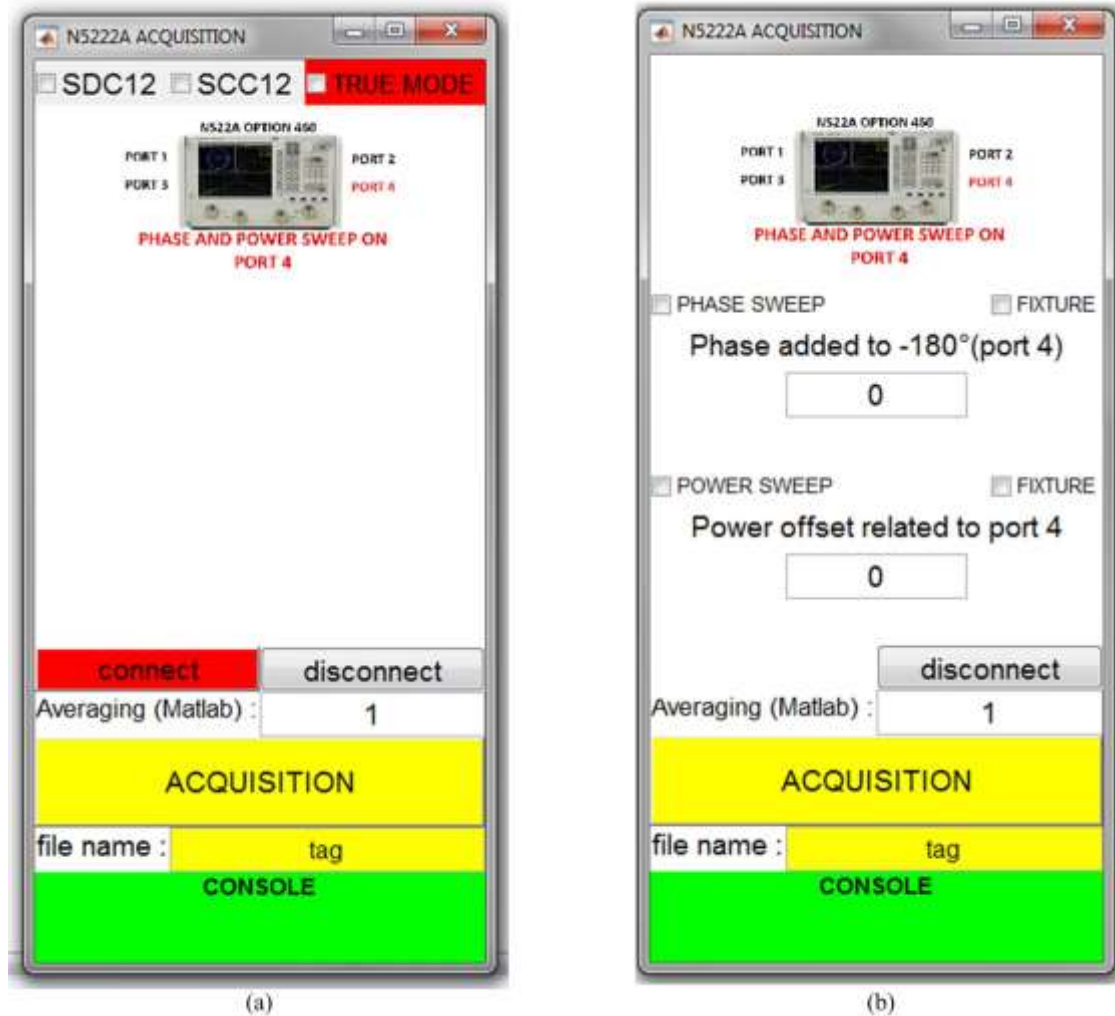 N5222A ACQUISITION
SDC12 SCC12 TRUE MODE
N522A OPTION 460
PORT 1 PORT 2
PORT 3 PORT 4
PHASE AND POWER SWEEP ON
PORT 4
connect disconnect
Averaging (Matlab) : 1
ACQUISITION
file name : tag
CONSOLE
(a)
N5222A ACQUISITION
N522A OPTION 460
PORT 1 PORT 2
PORT 3 PORT 4
PHASE AND POWER SWEEP ON
PORT 4
PHASE SWEEP FIXTURE
Phase added to -180°(port 4)
0
POWER SWEEP FIXTURE
Power offset related to port 4
0
disconnect
Averaging (Matlab) : 1
ACQUISITION
file name : tag
CONSOLE
(b)